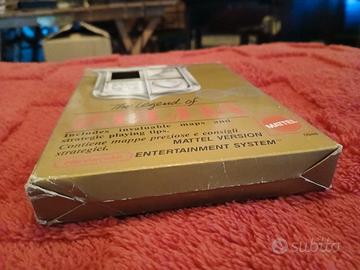 The Legend of
ZELDA
Includes invaluable maps and
strategic playing tips.
Contiene mappe preziose e consigli
strategici.
MATTEL VERSION
ENTERTAINMENT SYSTEM
MATTEL
subito